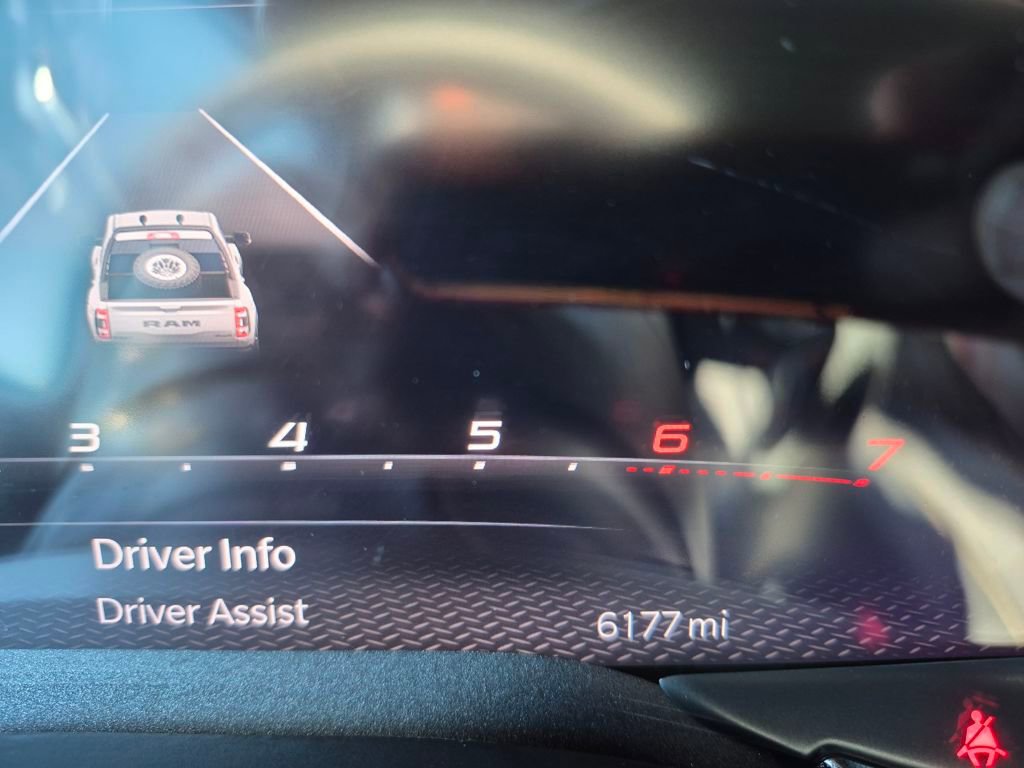 RAM
3 4 5 6 7
Driver Info
Driver Assist
6177 mi